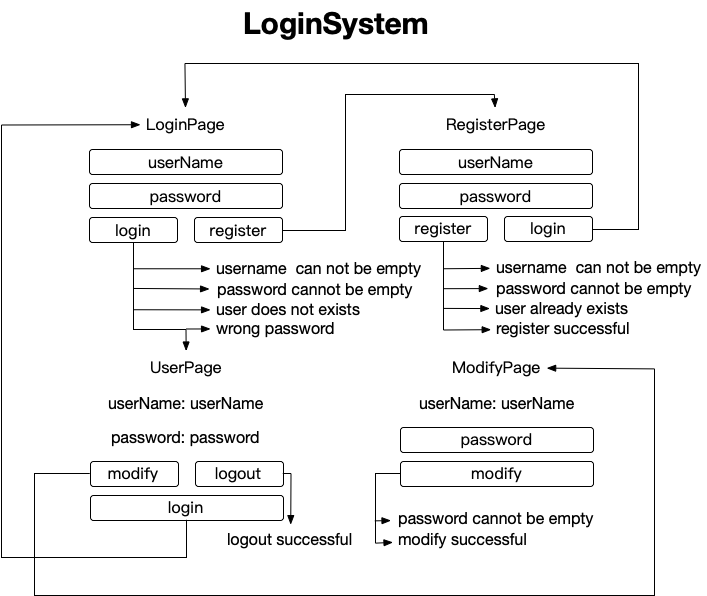 LoginSystem
LoginPage
userName
password
login
register
username  can not be empty
password cannot be empty
user does not exists
wrong password
RegisterPage
userName
password
register
login
username  can not be empty
password cannot be empty
user already exists
register successful
UserPage
userName: userName
password: password
modify
logout
login
logout successful
ModifyPage
userName: userName
password
modify
password cannot be empty
modify successful